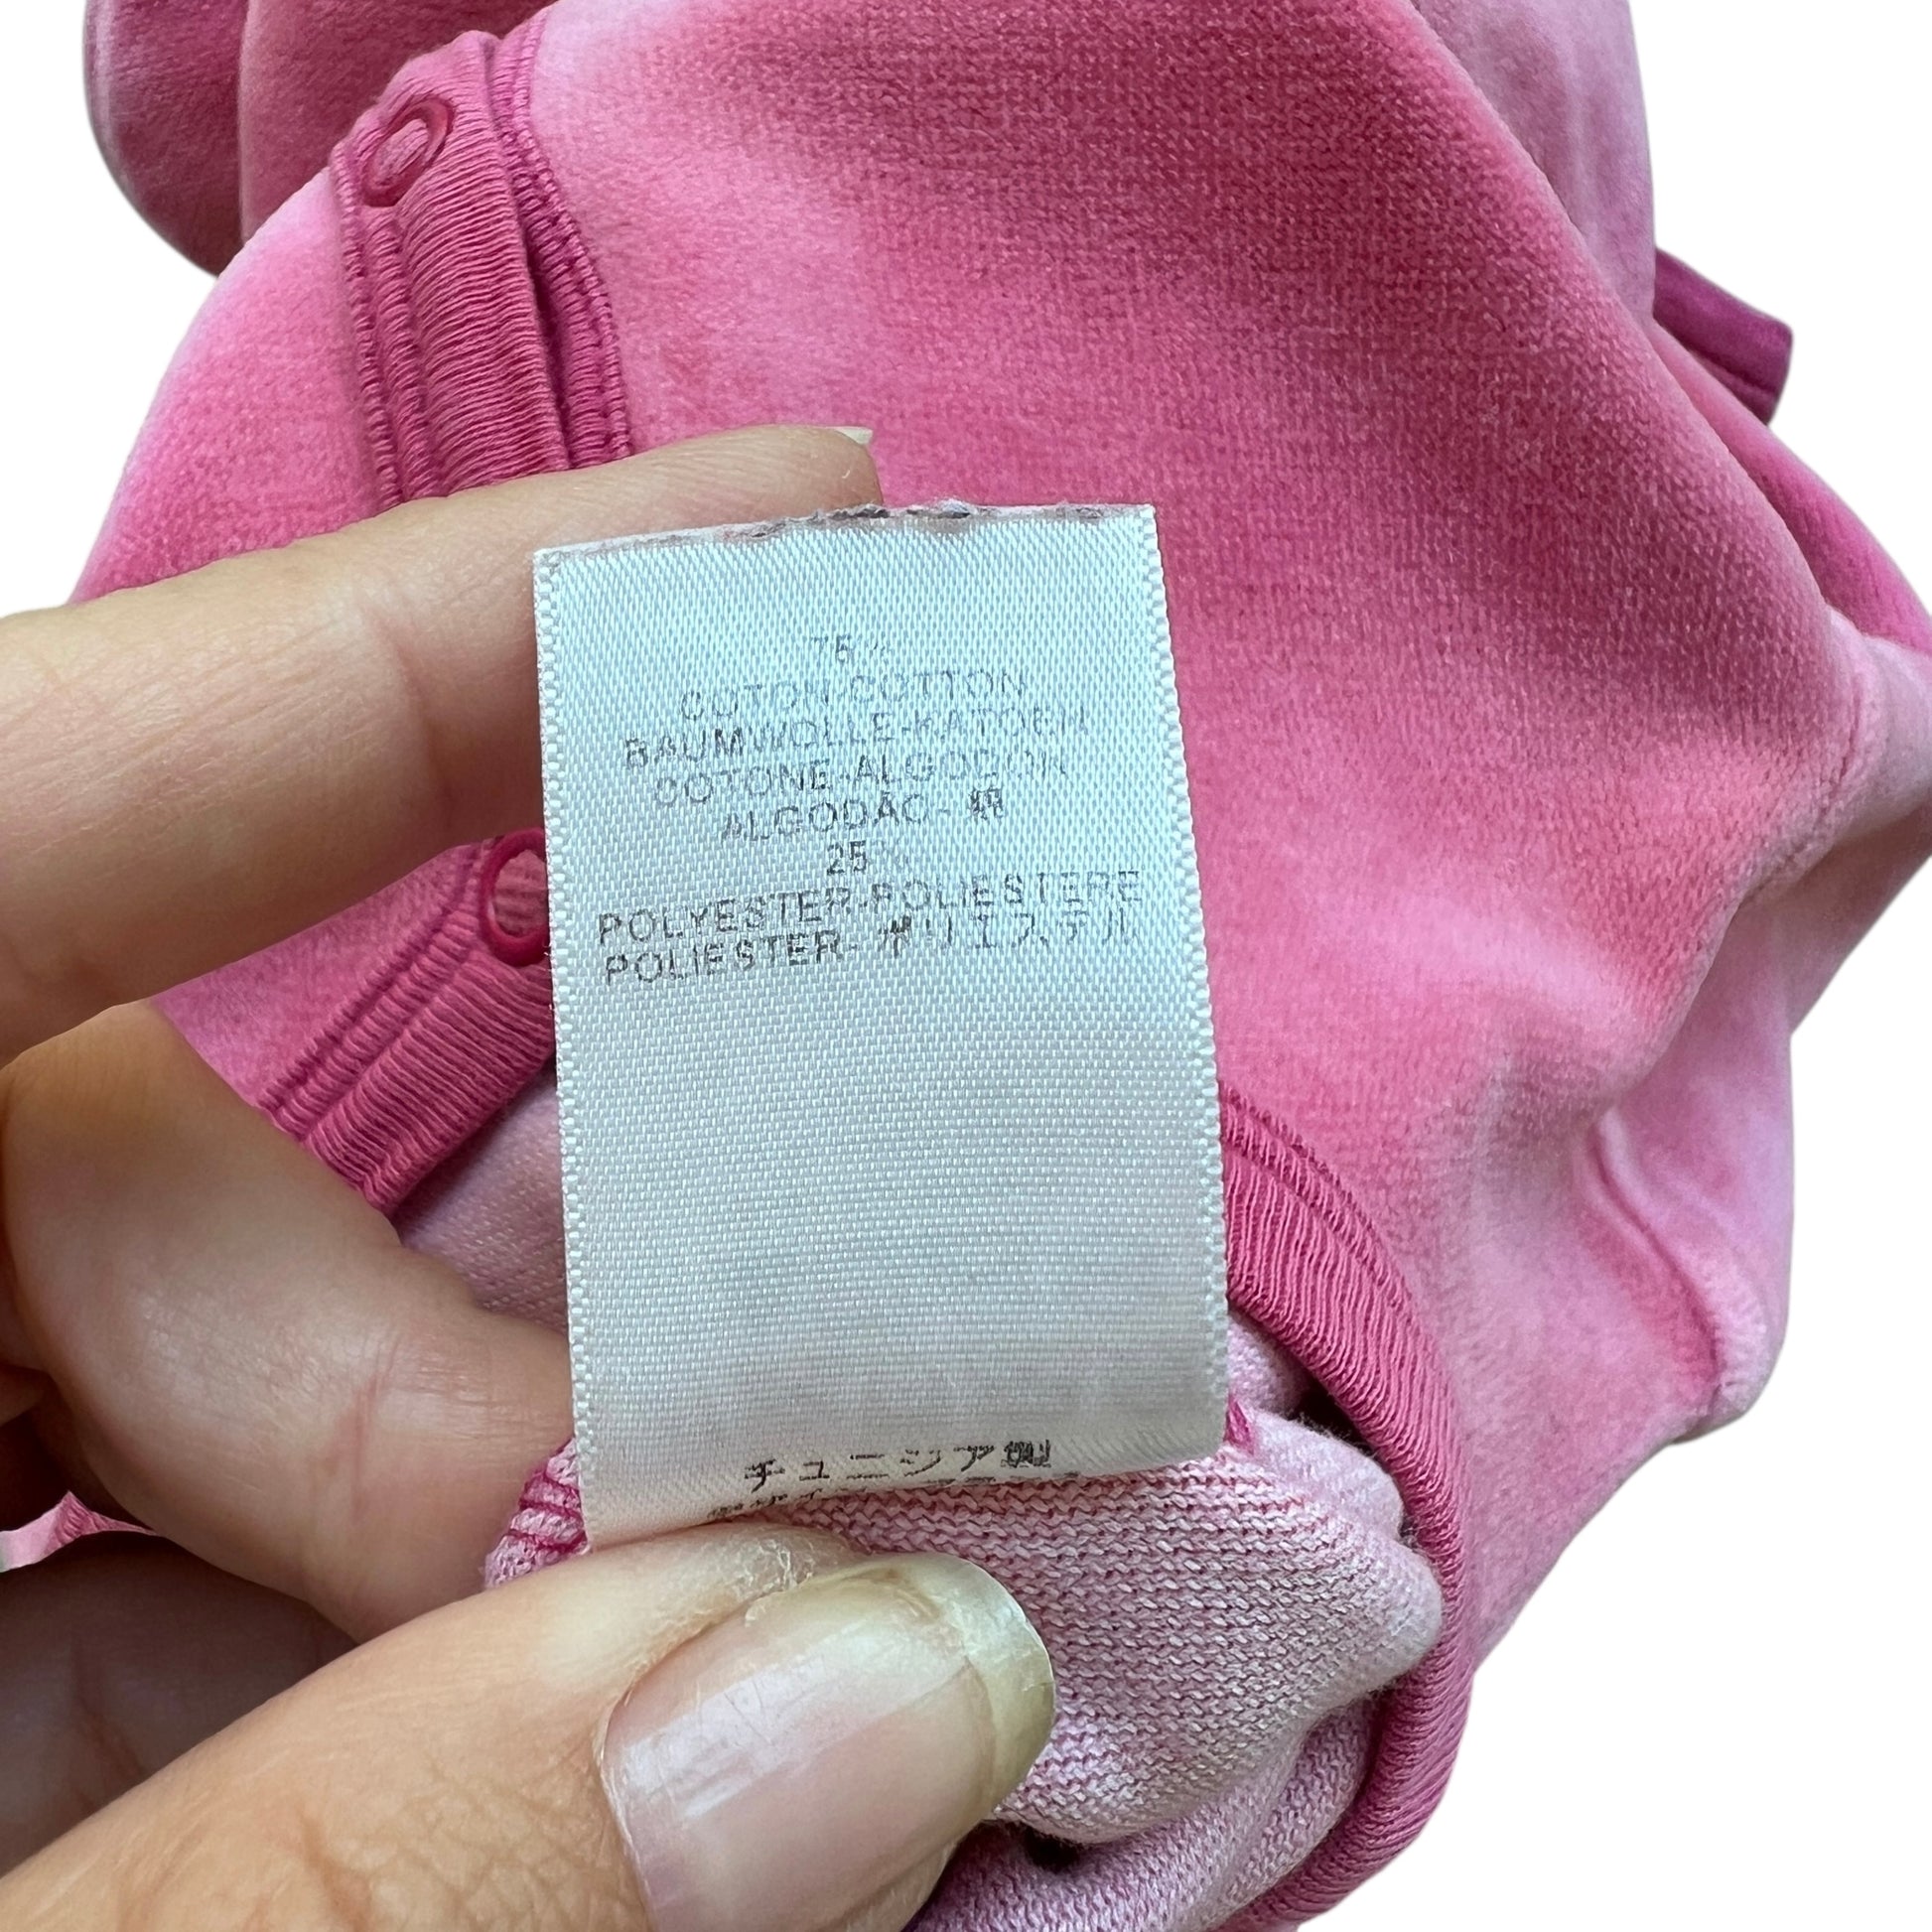 75%
COTON-COTTON
BAUMWOLLE-KATOEN
COTONE-ALGODON
ALGODÃO-綿
25%
POLYESTER-POLIESTERE
POLIESTER-ポリエステル
チュニジア製